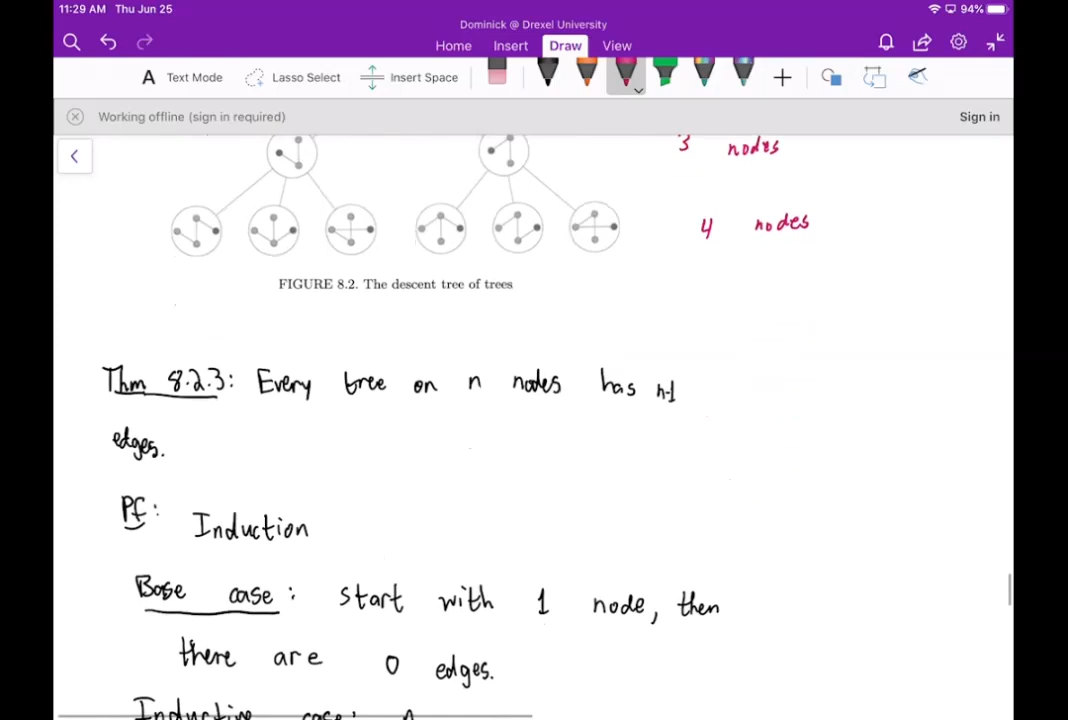 11:29 AM Thu Jun 25
94%
Dominick @ Drexel University
Home Insert Draw View
A Text Mode Lasso Select Insert Space
Working offline (sign in required) Sign in
3 nodes
4 nodes
FIGURE 8.2. The descent tree of trees
Thm 8.2.3: Every tree on n nodes has n-1
edges.
Pf:
Induction
Base case: start with 1 node, then
there are 0 edges.
Inductive case: